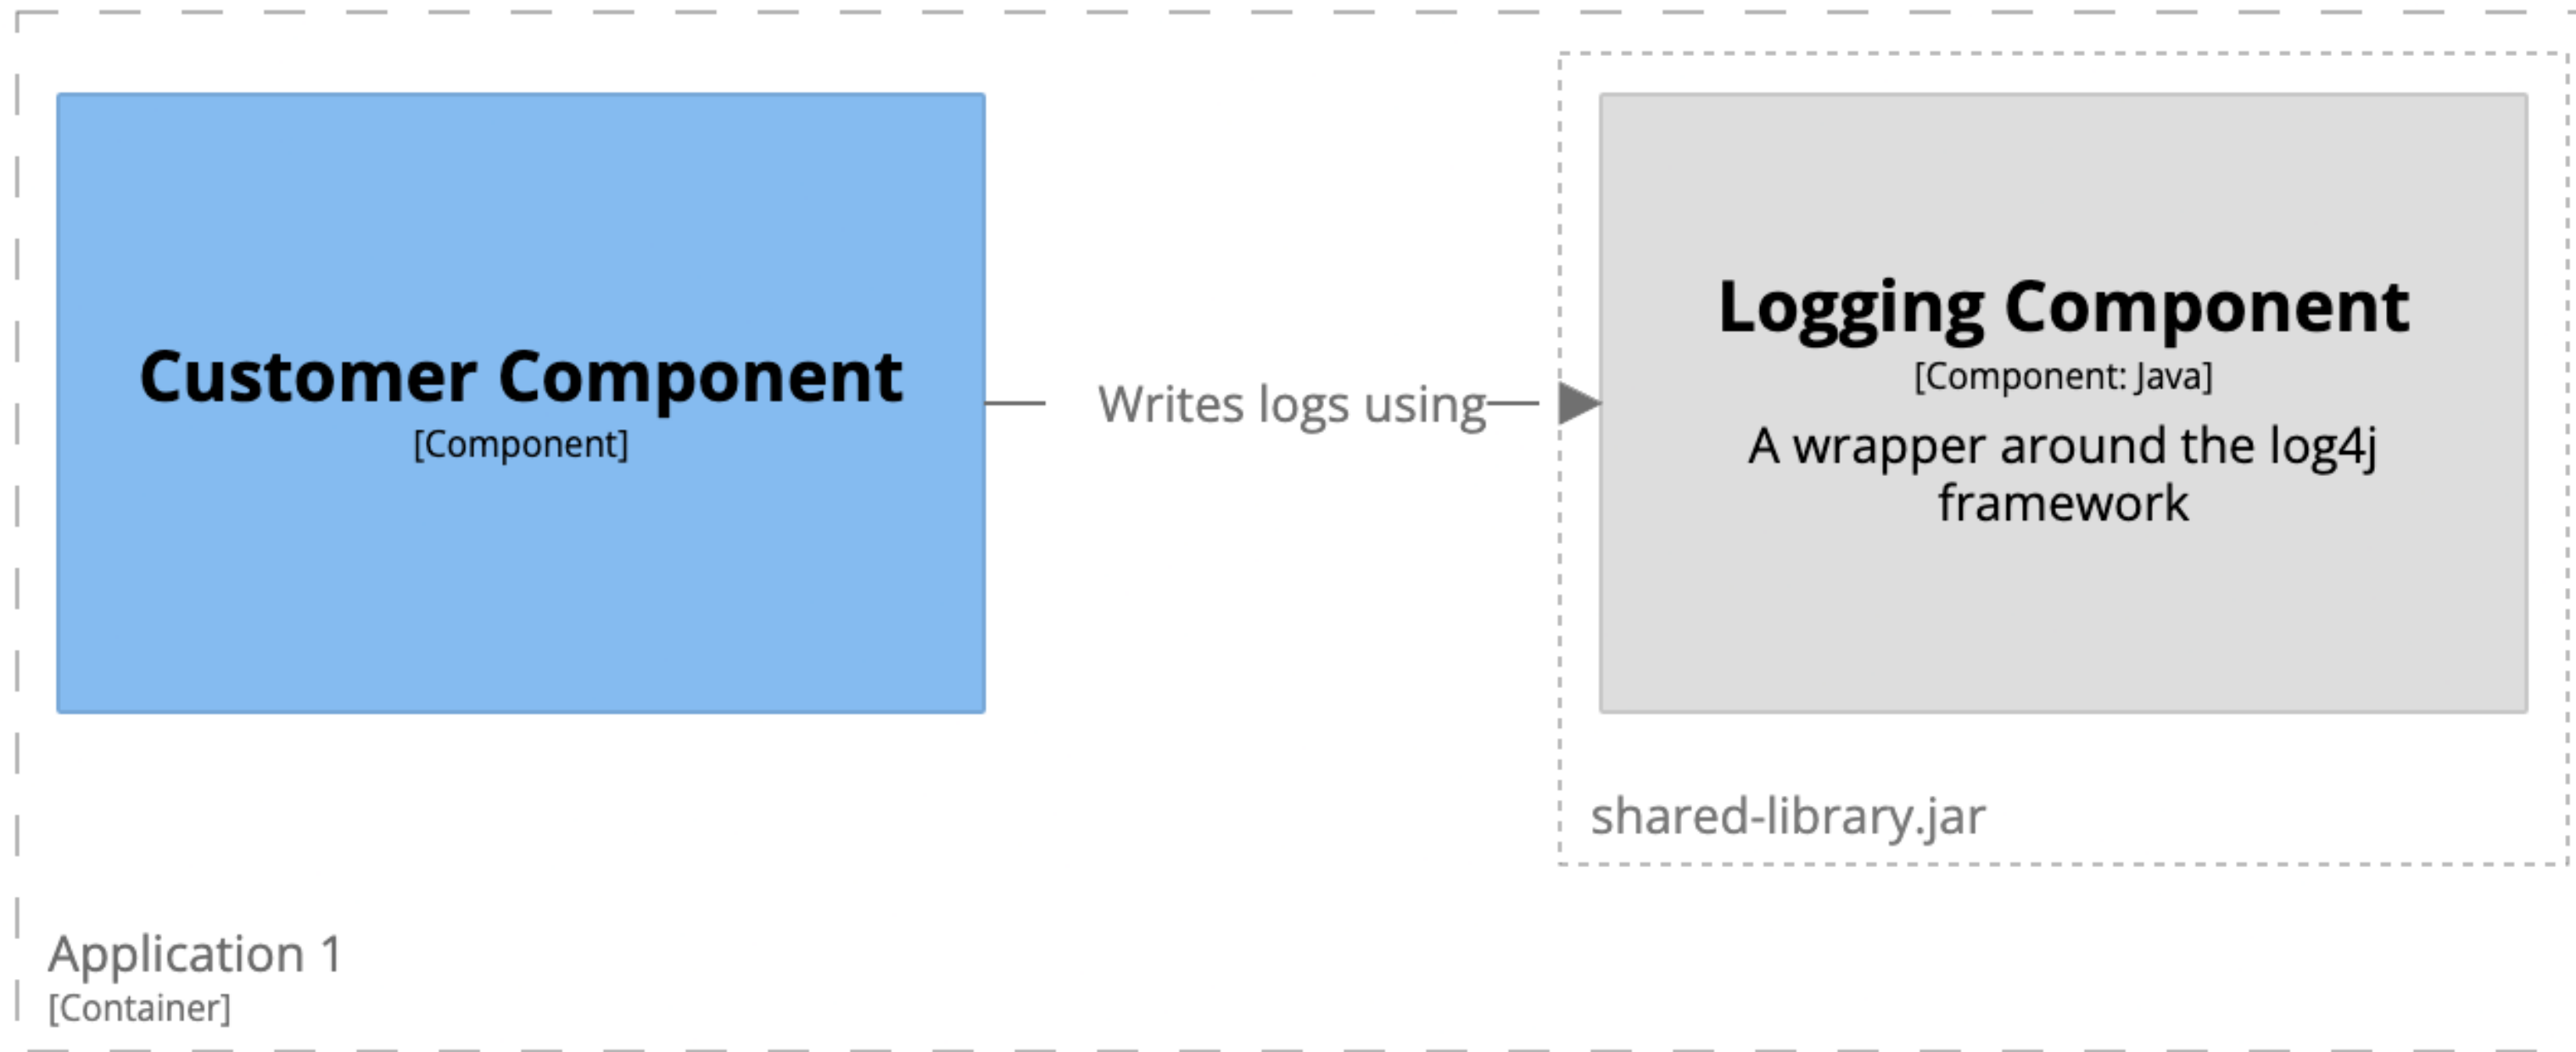 Customer Component
[Component]
Writes logs using
Logging Component
[Component: Java]
A wrapper around the log4j
framework
shared-library.jar
Application 1
[Container]